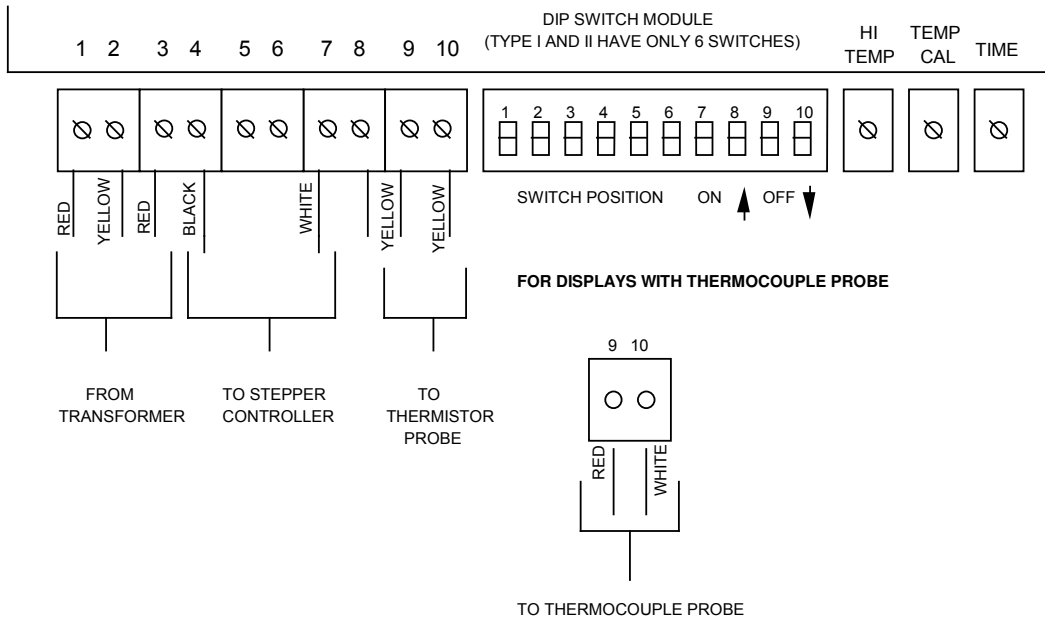 DIP SWITCH MODULE
(TYPE I AND II HAVE ONLY 6 SWITCHES)
1 2 3 4 5 6 7 8 9 10
HI TEMP
TEMP CAL
TIME
1 2 3 4 5 6 7 8 9 10
SWITCH POSITION ON OFF
RED
YELLOW
RED
BLACK
WHITE
YELLOW
YELLOW
FOR DISPLAYS WITH THERMOCOUPLE PROBE
FROM
TRANSFORMER
TO STEPPER
CONTROLLER
TO
THERMISTOR
PROBE
9 10
RED
WHITE
TO THERMOCOUPLE PROBE